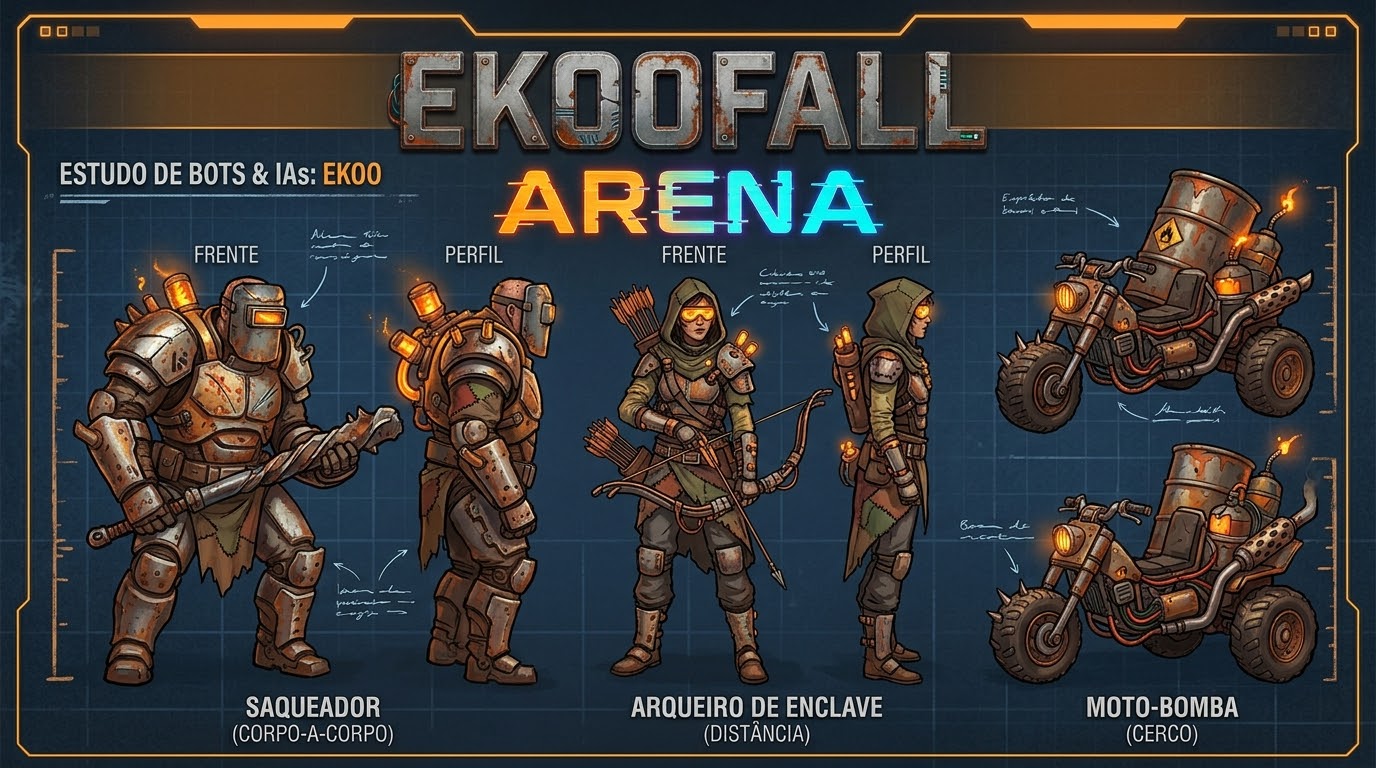 EKOOFALL
ARENA
ESTUDO DE BOTS & IAs: EKOO
FRENTE
PERFIL
FRENTE
PERFIL
SAQUEADOR
(CORPO-A-CORPO)
ARQUEIRO DE ENCLAVE
(DISTÂNCIA)
MOTO-BOMBA
(CERCO)